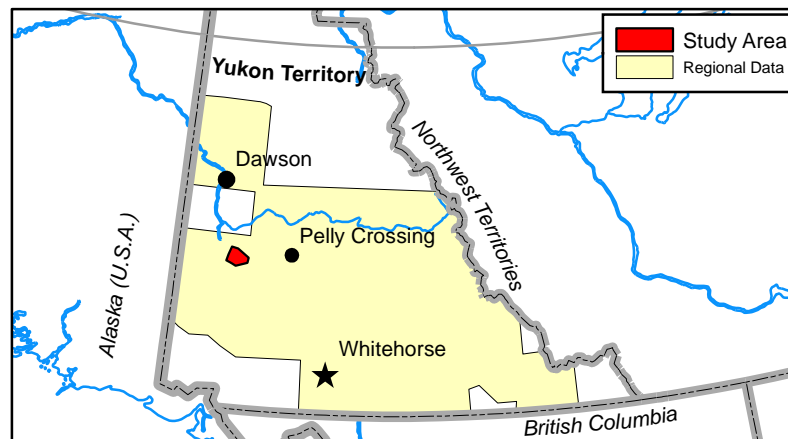 Study Area
Regional Data
Yukon Territory
Dawson
Northwest Territories
Pelly Crossing
Alaska (U.S.A.)
Whitehorse
British Columbia